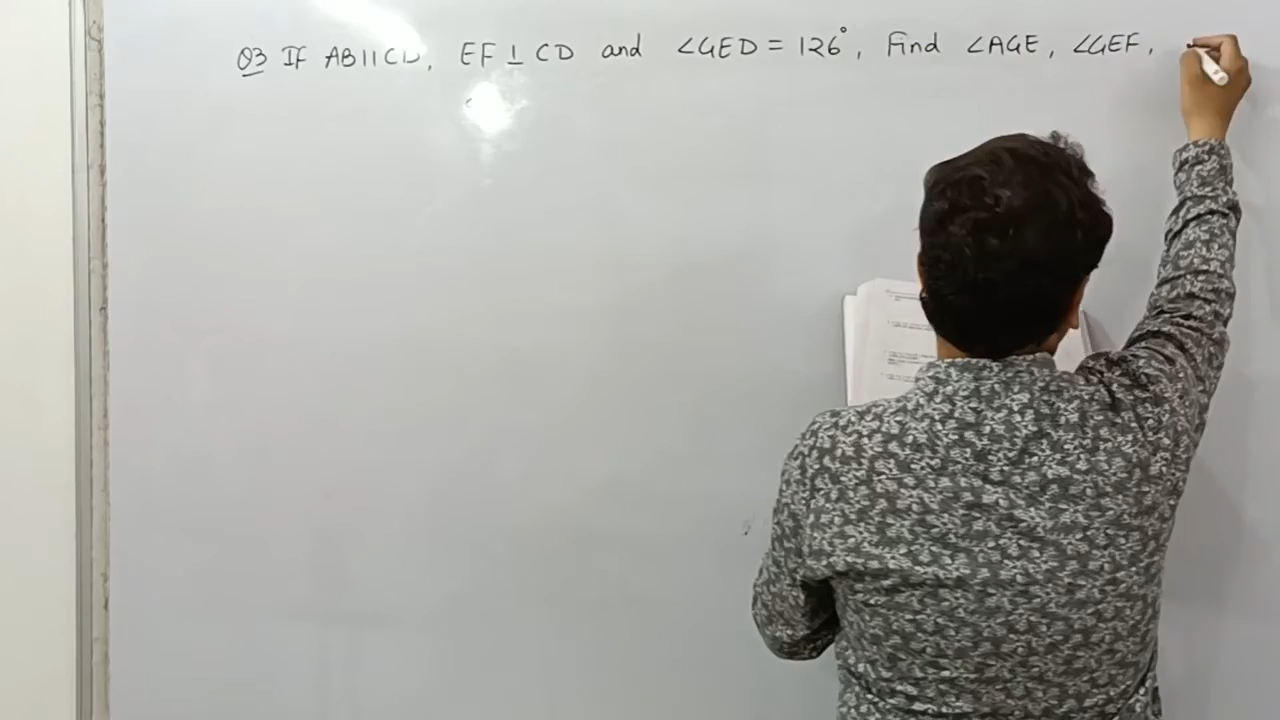 Q3 If AB || CD, EF ⊥ CD and ∠GED = 126°, Find ∠AGE, ∠GEF,